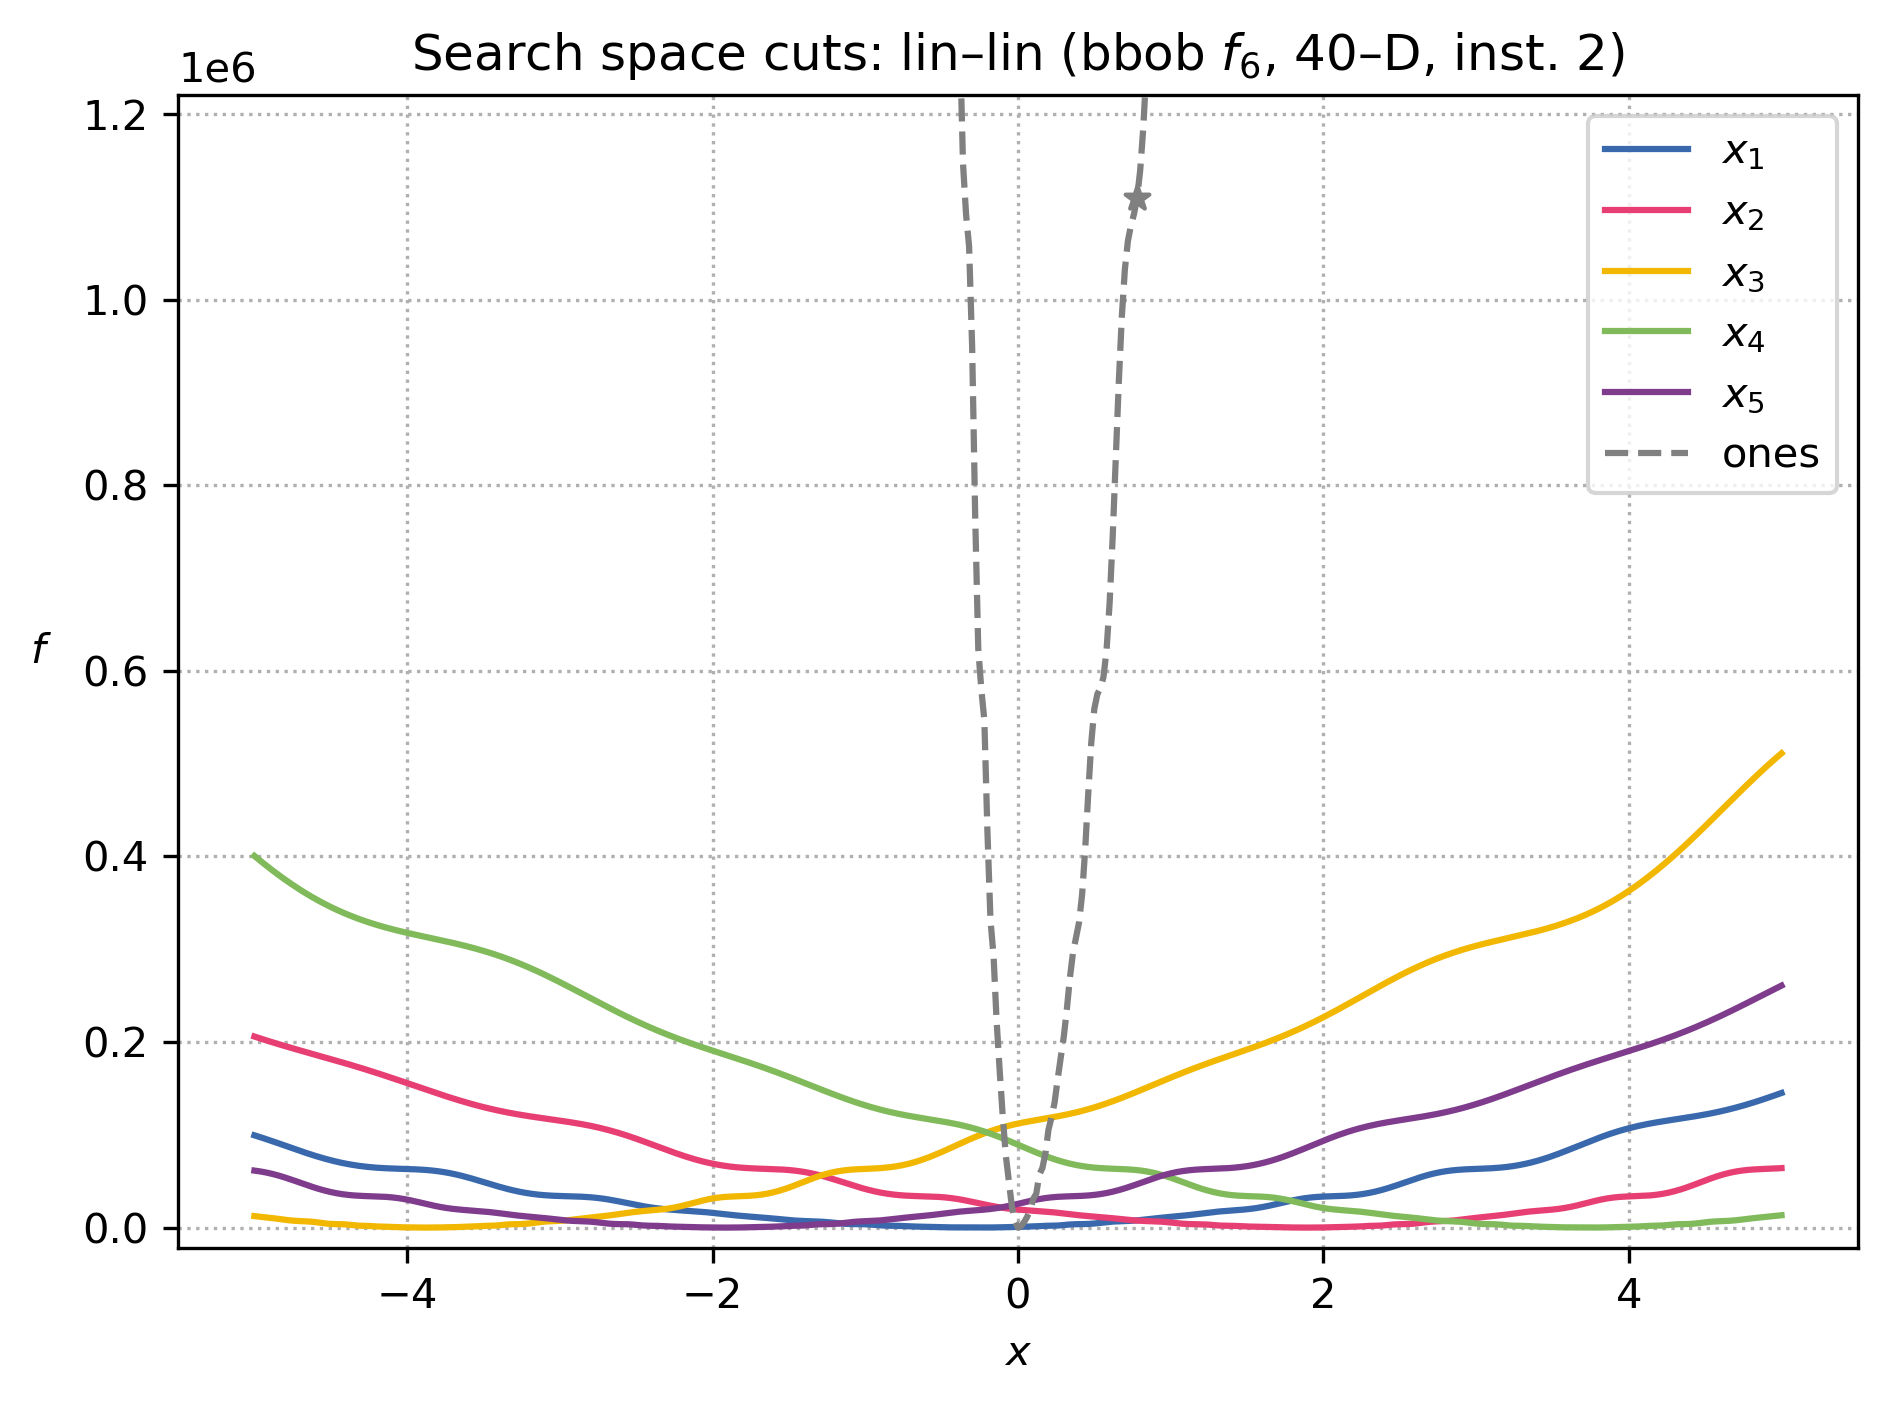 Search space cuts: lin–lin (bbob f₆, 40–D, inst. 2)
1e6
1.2
1.0
0.8
0.6
0.4
0.2
0.0
f
x₁
x₂
x₃
x₄
x₅
ones
−4 −2 0 2 4
x